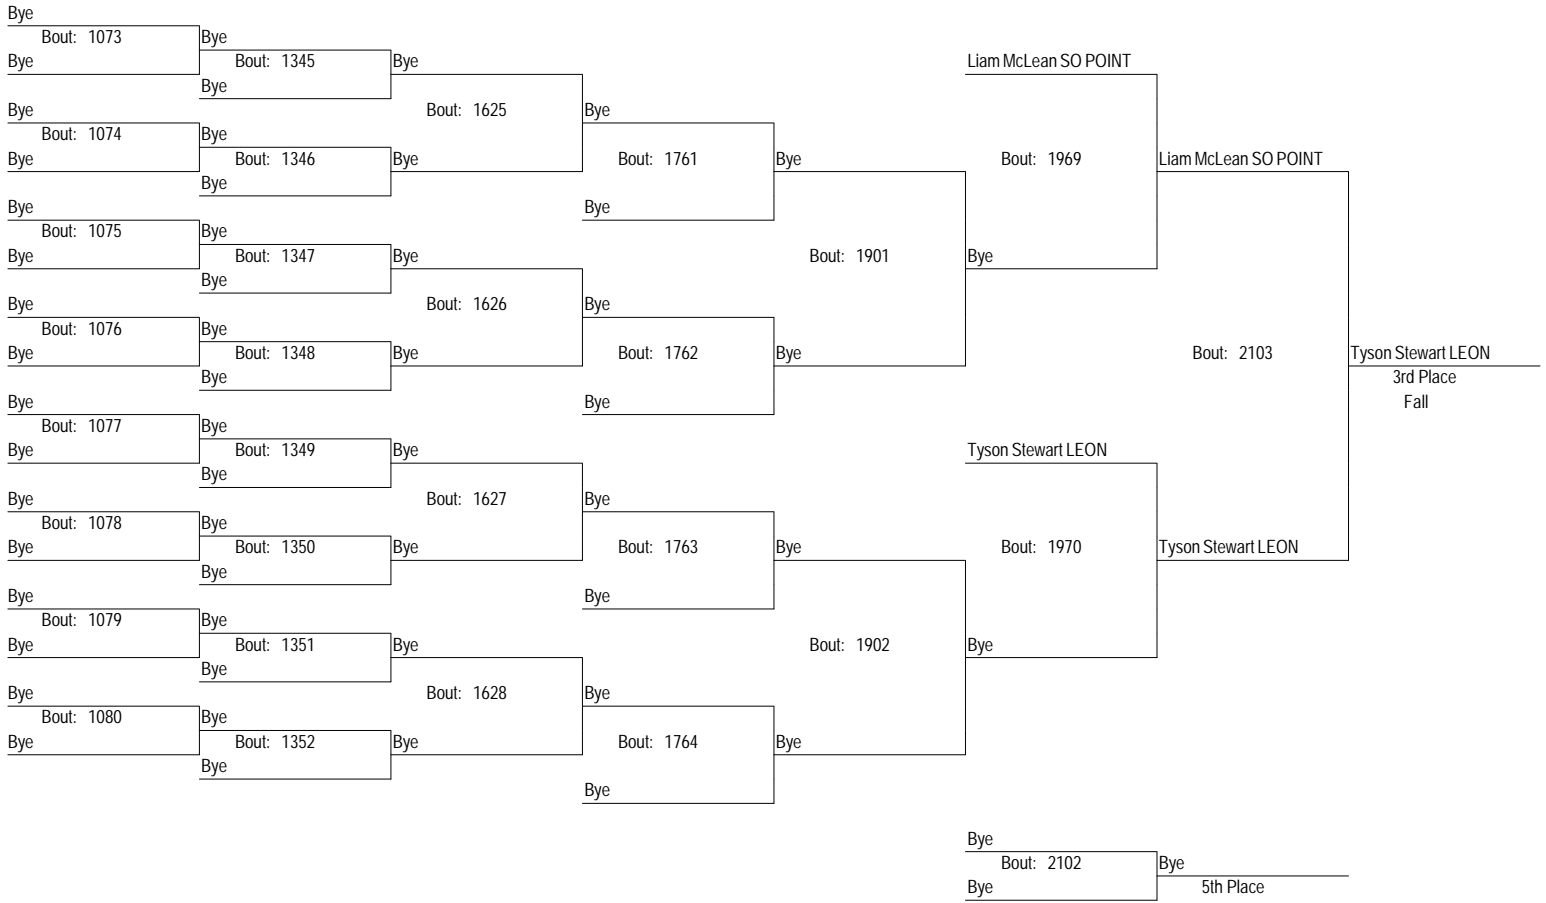 Bye
Bout: 1073 Bye
Bye Bout: 1345 Bye Liam McLean SO POINT
Bye
Bye Bout: 1625 Bye
Bout: 1074 Bye
Bye Bout: 1346 Bye Bout: 1761 Bye Bout: 1969 Liam McLean SO POINT
Bye
Bye Bye
Bout: 1075 Bye
Bye Bout: 1347 Bye Bout: 1901 Bye
Bye
Bye Bout: 1626 Bye
Bout: 1076 Bye
Bye Bout: 1348 Bye Bout: 1762 Bye Bout: 2103 Tyson Stewart LEON
Bye 3rd Place
Bye Bye Fall
Bout: 1077 Bye
Bye Bout: 1349 Bye Tyson Stewart LEON
Bye
Bye Bout: 1627 Bye
Bout: 1078 Bye
Bye Bout: 1350 Bye Bout: 1763 Bye Bout: 1970 Tyson Stewart LEON
Bye
Bye Bye
Bout: 1079 Bye
Bye Bout: 1351 Bye Bout: 1902 Bye
Bye
Bye Bout: 1628 Bye
Bout: 1080 Bye
Bye Bout: 1352 Bye Bout: 1764 Bye
Bye
Bye
Bye
Bout: 2102 Bye
Bye 5th Place